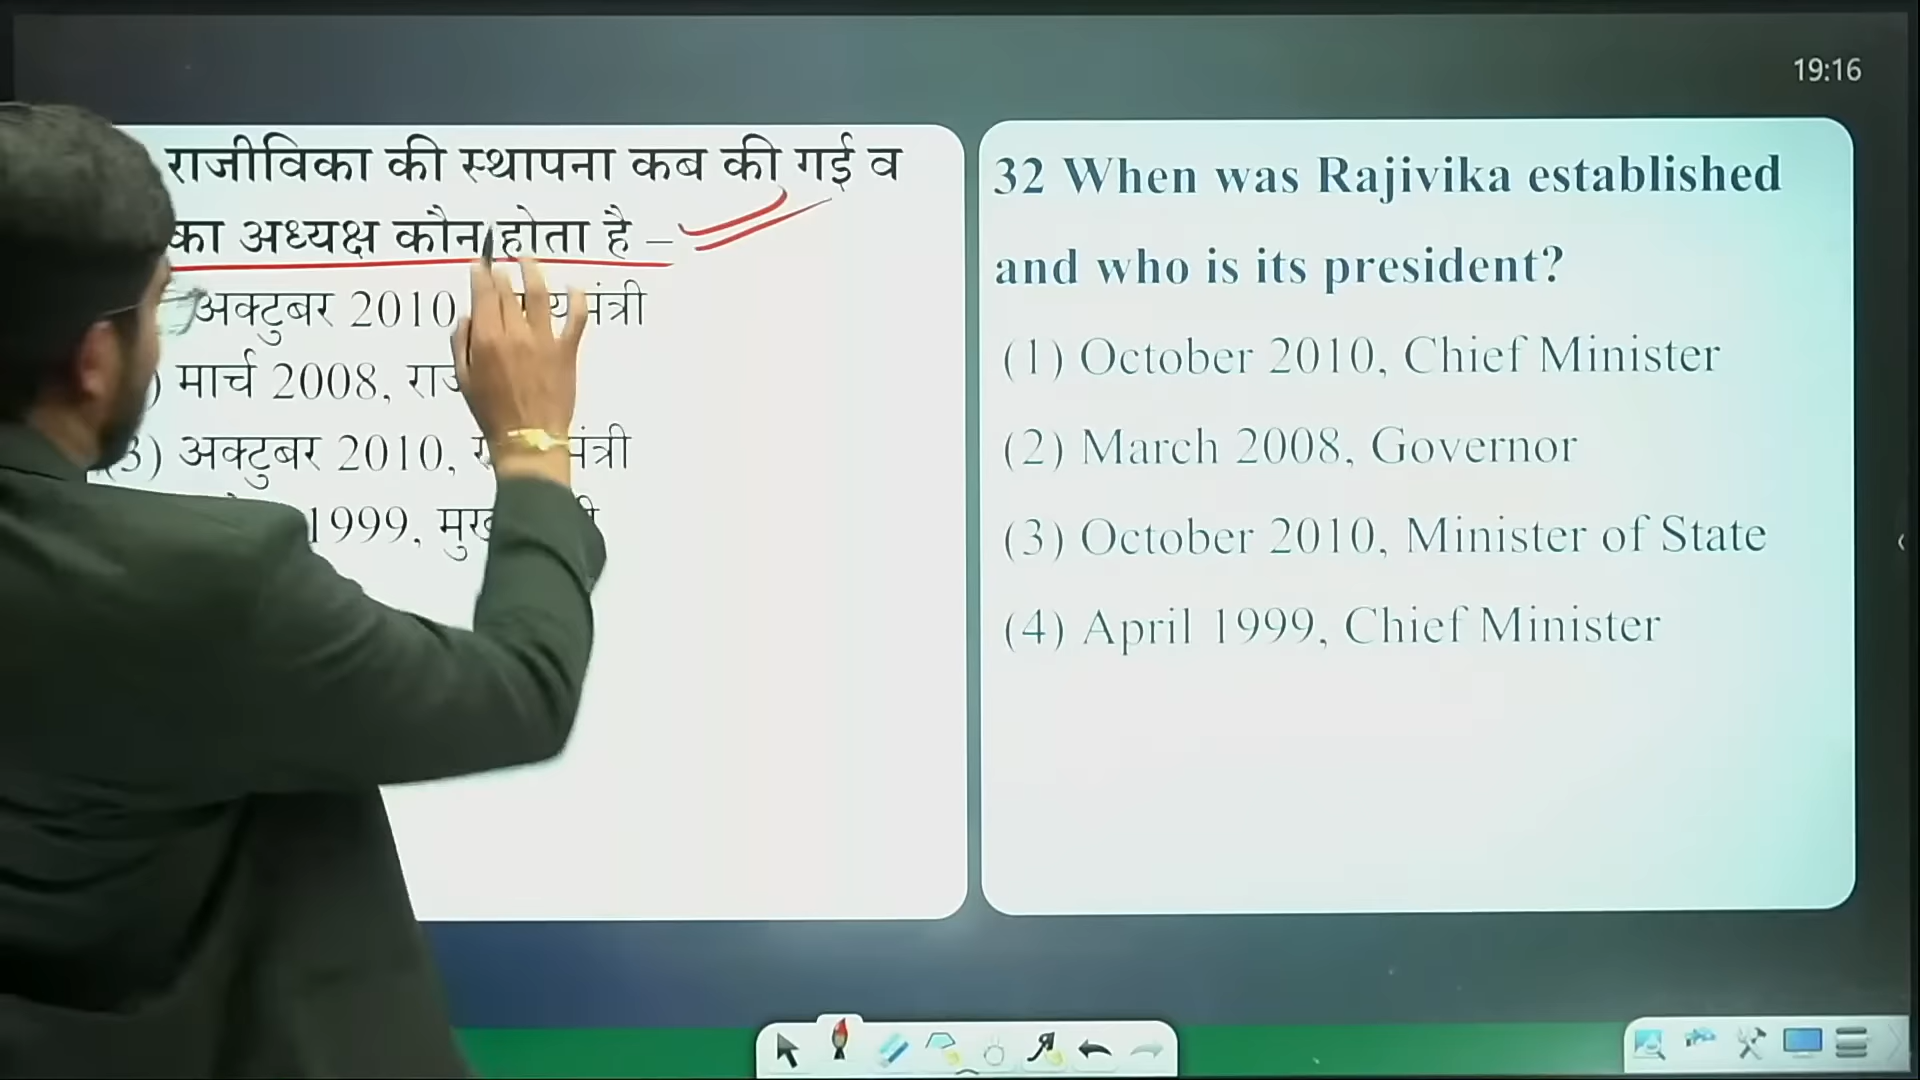 19:16
राजीविका की स्थापना कब की गई व
का अध्यक्ष कौन होता है –
अक्टुबर 2010
) मार्च 2008,
(3) अक्टुबर 2010,
1999,
32 When was Rajivika established
and who is its president?
(1) October 2010, Chief Minister
(2) March 2008, Governor
(3) October 2010, Minister of State
(4) April 1999, Chief Minister